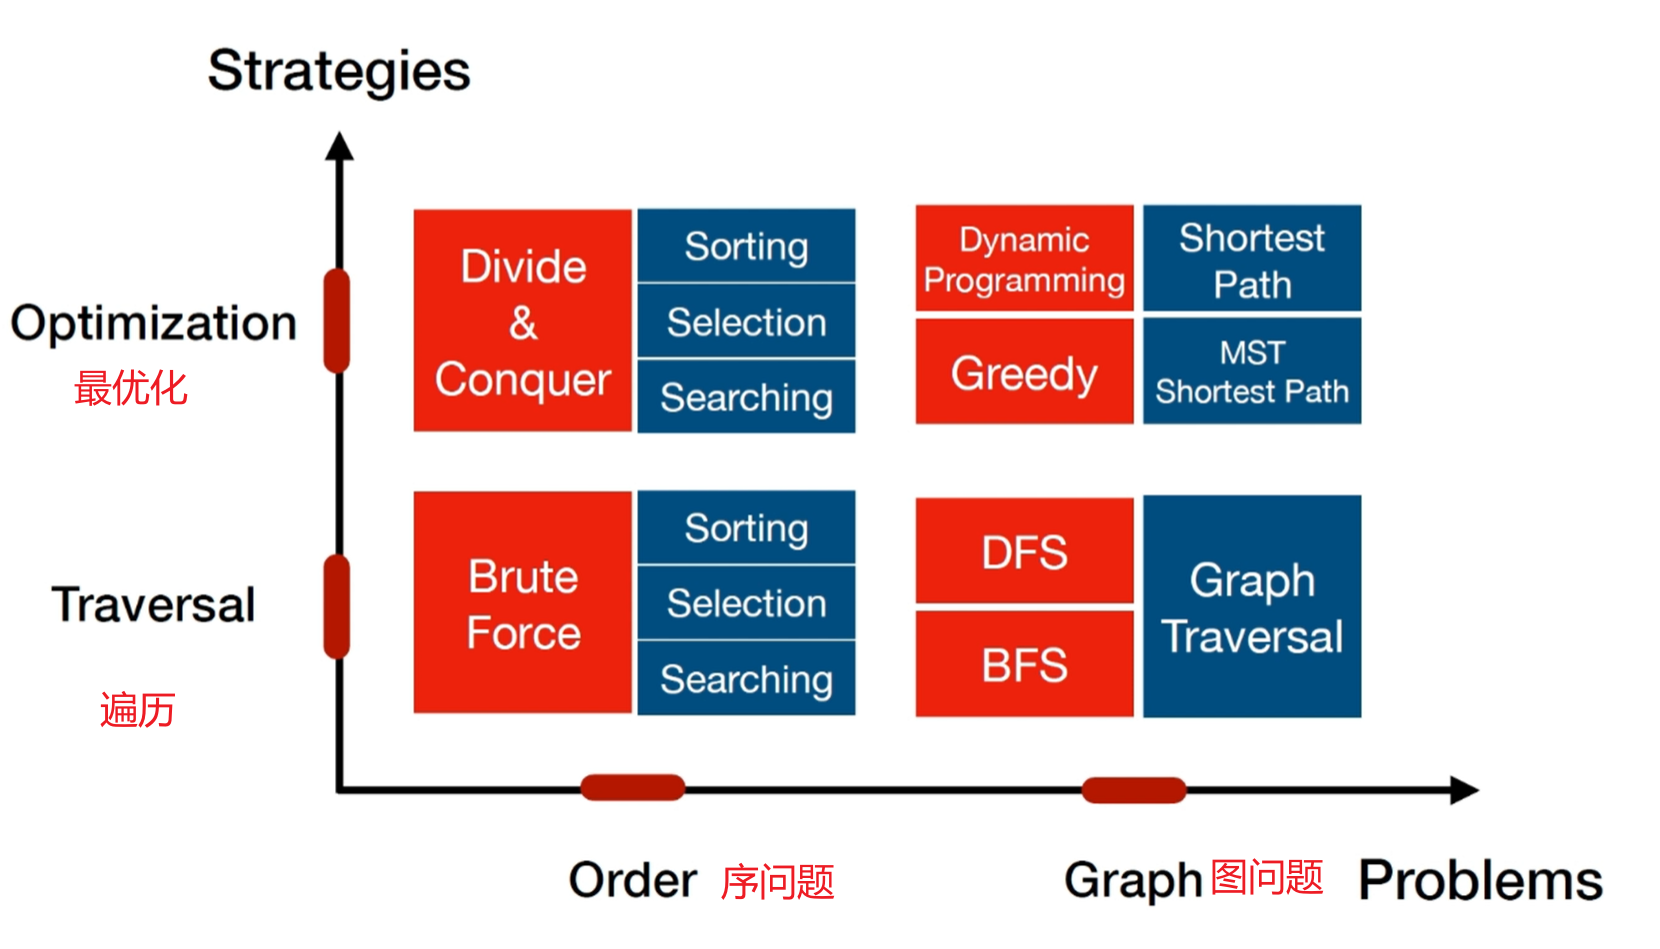 Strategies
Optimization
最优化
Divide
&
Conquer
Sorting
Selection
Searching
Dynamic
Programming
Shortest
Path
Greedy
MST
Shortest Path
Traversal
遍历
Brute
Force
Sorting
Selection
Searching
DFS
BFS
Graph
Traversal
Order 序问题
Graph 图问题
Problems